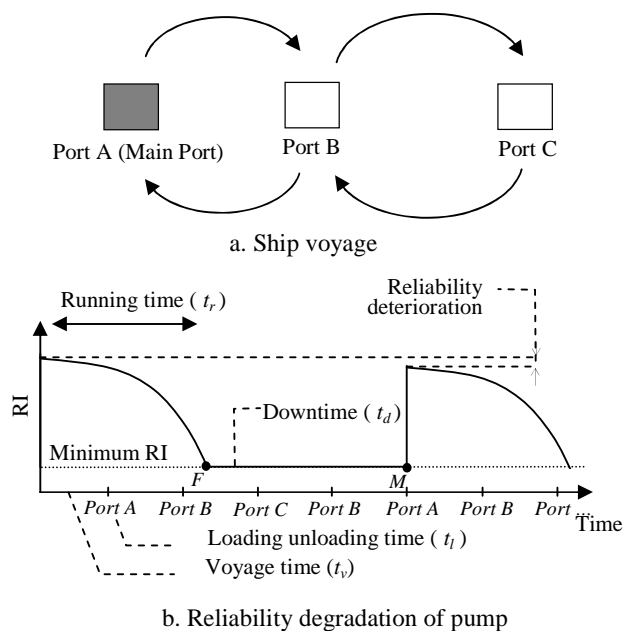 Port A (Main Port)
Port B
Port C
a. Ship voyage
Running time ( t_r)
Reliability
deterioration
RI
Downtime ( t_d)
Minimum RI
F
M
Port A
Port B
Port C
Port B
Port A
Port B
Port ...
Time
Loading unloading time ( t_l)
Voyage time (t_v)
b. Reliability degradation of pump